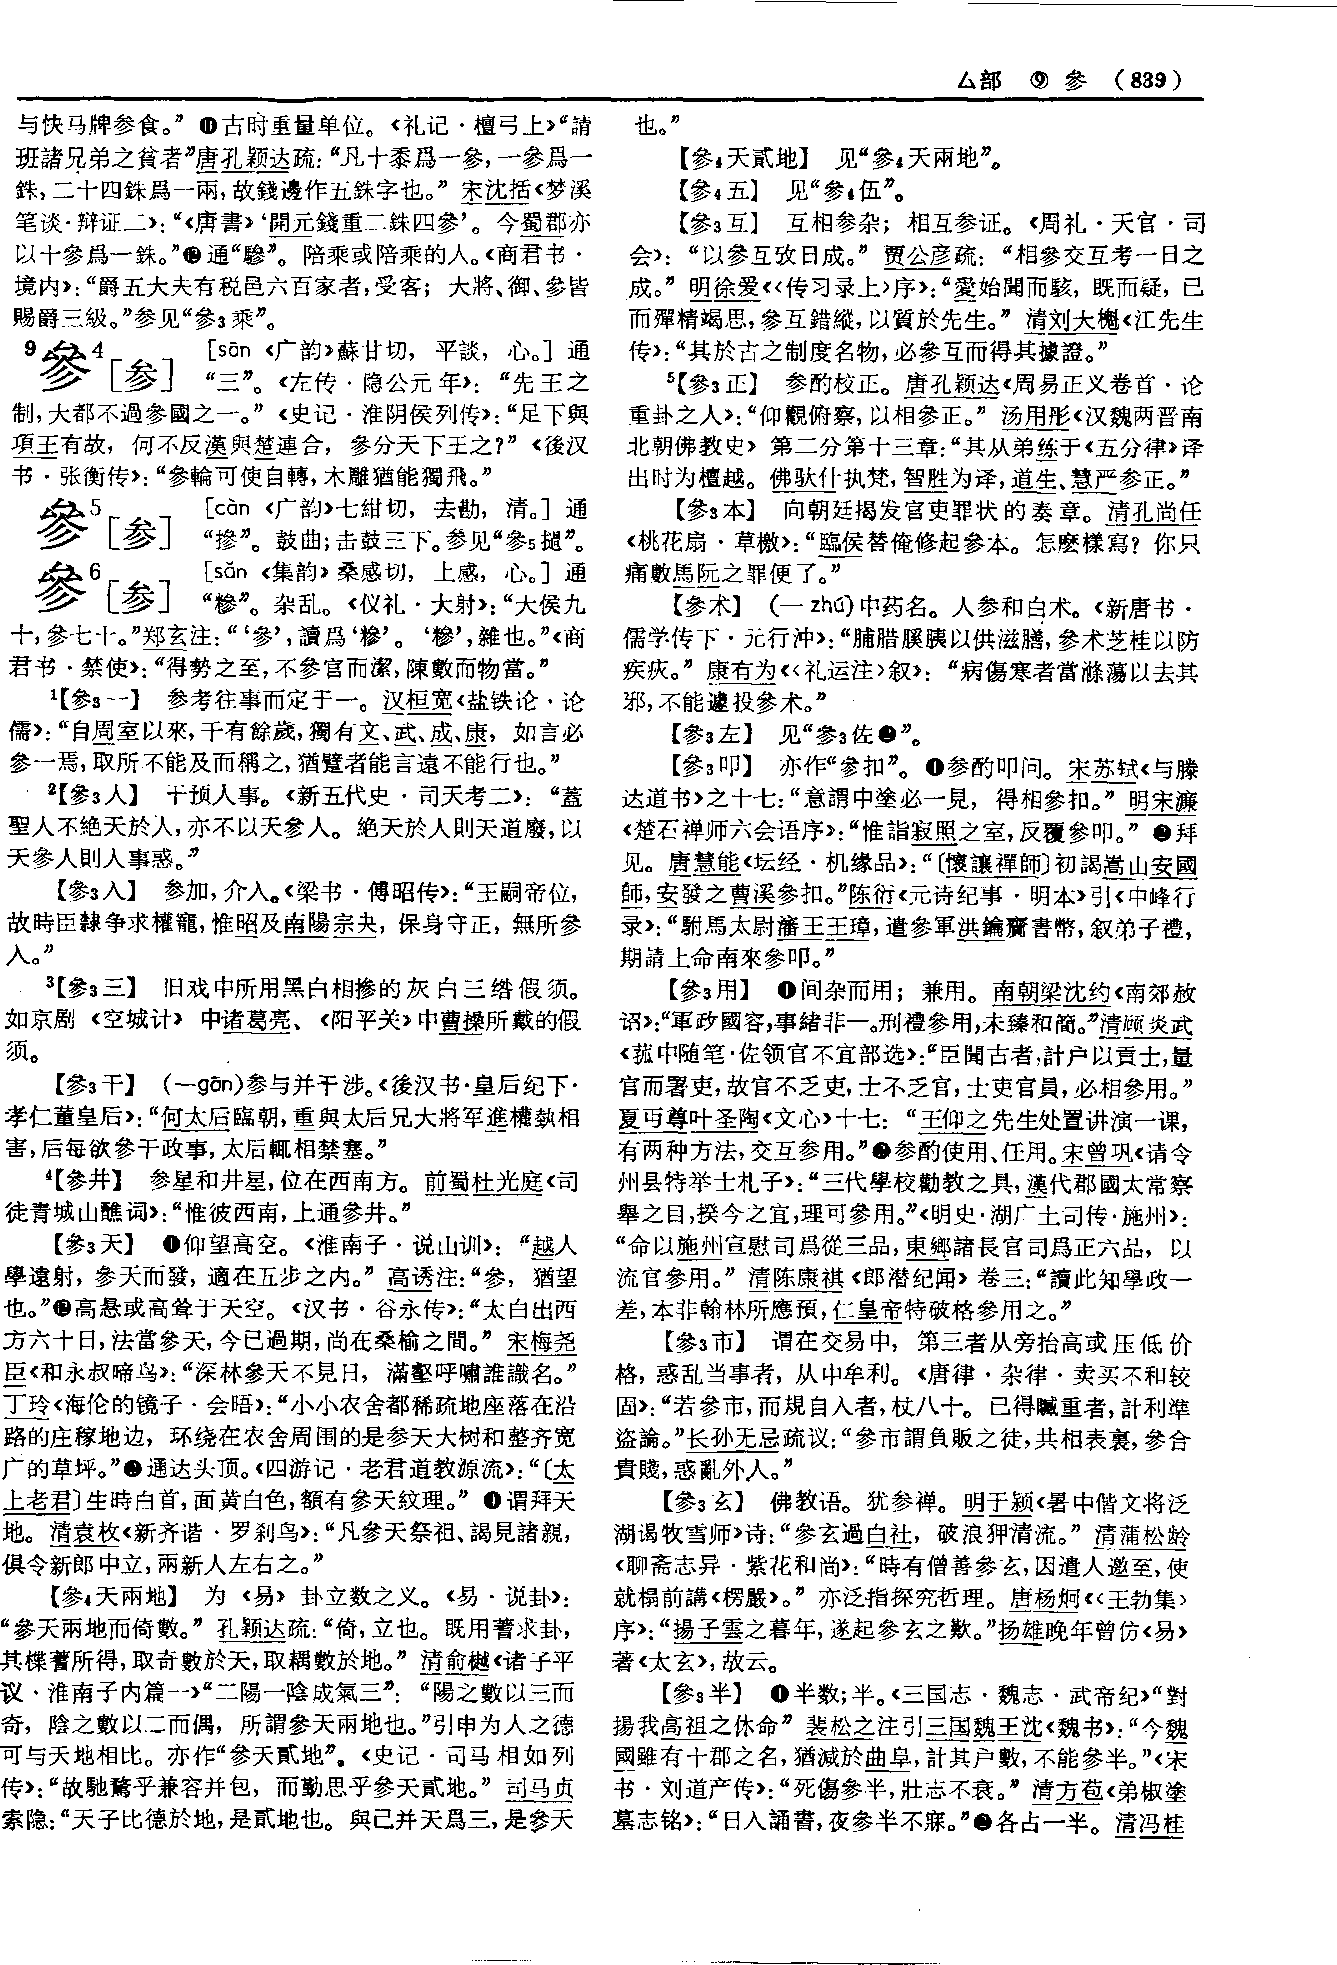 厶部 ⑨ 參 (839)
与快马牌参食。”⓫古时重量单位。《礼记·檀弓上》“請
班諸兄弟之貧者”唐孔颖达疏：“凡十黍爲一參，一參爲一
銖，二十四銖爲一兩，故錢邊作五銖字也。” 宋沈括《梦溪
笔谈·辩证二》：“《唐書》‘開元錢重二銖四參’。今蜀郡亦
以十參爲一銖。”⓬通“驂”。陪乘或陪乘的人。《商君书·
境内》：“爵五大夫有税邑六百家者，受客；大將、御、參皆
賜爵三級。”参见“參3乘”。
9參4［参］ [sān 《广韵》蘇甘切，平談，心。] 通
“三”。《左传·隐公元年》：“先王之
制，大都不過參國之一。”《史记·淮阴侯列传》：“足下與
項王有故，何不反漢與楚連合，參分天下王之？”《後汉
书·张衡传》：“參輪可使自轉，木雕猶能獨飛。”
參5［参］ [càn 《广韵》七紺切，去勘，清。] 通
“摻”。鼓曲；击鼓三下。参见“參5撾”。
參6［参］ [sǎn 《集韵》桑感切，上感，心。] 通
“糝”。杂乱。《仪礼·大射》：“大侯九
十，參七十。”郑玄注：“‘參’，讀爲‘糝’。‘糝’，雜也。”《商
君书·禁使》：“得勢之至，不參官而潔，陳數而物當。”
1【參3一】 参考往事而定于一。汉桓宽《盐铁论·论
儒》：“自周室以來，千有餘歲，獨有文、武、成、康，如言必
參一焉，取所不能及而稱之，猶躄者能言遠不能行也。”
2【參3人】 干预人事。《新五代史·司天考二》：“蓋
聖人不絶天於人，亦不以天參人。絶天於人則天道廢，以
天參人則人事惑。”
【參3入】 参加，介入。《梁书·傅昭传》：“王嗣帝位，
故時臣隸争求權寵，惟昭及南陽宗夬，保身守正，無所參
入。”
3【參3三】 旧戏中所用黑白相掺的灰白三绺假须。
如京剧《空城计》中诸葛亮、《阳平关》中曹操所戴的假
须。
【參3干】 (一gān)参与并干涉。《後汉书·皇后纪下·
孝仁董皇后》：“何太后臨朝，重與太后兄大將军進權埶相
害，后每欲參干政事，太后輒相禁塞。”
4【參井】 参星和井星，位在西南方。前蜀杜光庭《司
徒青城山醮词》：“惟彼西南，上通參井。”
【參3天】 ❶仰望高空。《淮南子·说山训》：“越人
學遠射，參天而發，適在五步之内。”高诱注：“參，猶望
也。”❷高悬或高耸于天空。《汉书·谷永传》：“太白出西
方六十日，法當參天，今已過期，尚在桑榆之間。”宋梅尧
臣《和永叔啼鸟》：“深林參天不見日，滿壑呼嘯誰識名。”
丁玲《海伦的镜子·会晤》：“小小农舍都稀疏地座落在沿
路的庄稼地边，环绕在农舍周围的是参天大树和整齐宽
广的草坪。”❸通达头顶。《四游记·老君道教源流》：“〔太
上老君〕生時白首，面黄白色，額有參天紋理。”❹谓拜天
地。清袁枚《新齐谐·罗刹鸟》：“凡參天祭祖、謁見諸親，
俱令新郎中立，兩新人左右之。”
【參4天兩地】 为《易》卦立数之义。《易·说卦》：
“參天兩地而倚數。”孔颖达疏：“倚，立也。既用蓍求卦，
其楪蓍所得，取奇數於天，取耦數於地。”清俞樾《诸子平
议·淮南子内篇一》“二陽一陰成氣三”：“陽之數以三而
奇，陰之數以二而偶，所謂參天兩地也。”引申为人之德
可与天地相比。亦作“參天貳地”。《史记·司马相如列
传》：“故馳騖乎兼容并包，而勤思乎參天貳地。”司马贞
索隐：“天子比德於地，是貳地也。與己并天爲三，是參天
也。”
【參4天貳地】 见“參4天兩地”。
【參4五】 见“參4伍”。
【參3互】 互相参杂；相互参证。《周礼·天官·司
会》：“以參互攷日成。”贾公彦疏：“相參交互考一日之
成。”明徐爱《〈传习录上〉序》：“愛始聞而駭，既而疑，已
而殫精竭思，參互錯縱，以質於先生。”清刘大櫆《江先生
传》：“其於古之制度名物，必參互而得其據證。”
5【參3正】 参酌校正。唐孔颖达《周易正义卷首·论
重卦之人》：“仰觀俯察，以相參正。”汤用彤《汉魏两晋南
北朝佛教史》第二分第十三章：“其从弟练于《五分律》译
出时为檀越。佛驮什执梵，智胜为译，道生、慧严参正。”
【參3本】 向朝廷揭发官吏罪状的奏章。清孔尚任
《桃花扇·草檄》：“臨侯替俺修起參本。怎麽樣寫？你只
痛數馬阮之罪便了。”
【參术】 (一 zhú)中药名。人参和白术。《新唐书·
儒学传下·元行冲》：“脯腊膎胰以供滋膳，參术芝桂以防
疾疢。”康有为《〈礼运注〉叙》：“病傷寒者當滌蕩以去其
邪，不能遽投參术。”
【參3左】 见“參3佐❷”。
【參3叩】 亦作“參扣”。❶参酌叩问。宋苏轼《与滕
达道书》之十七：“意謂中塗必一見，得相參扣。”明宋濂
《楚石禅师六会语序》：“惟詣寂照之室，反覆參叩。”❷拜
见。唐慧能《坛经·机缘品》：“〔懷讓禪師〕初謁嵩山安國
師，安發之曹溪參扣。”陈衍《元诗纪事·明本》引《中峰行
录》：“駙馬太尉瀋王王璋，遣參軍洪鑰齎書幣，叙弟子禮，
期請上命南來參叩。”
【參3用】 ❶间杂而用；兼用。南朝梁沈约《南郊赦
诏》：“軍政國容，事緒非一。刑禮參用，未臻和簡。”清顾炎武
《菰中随笔·佐领官不宜部选》：“臣聞古者，計户以貢士，量
官而署吏，故官不乏吏，士不乏官，士吏官員，必相參用。”
夏丏尊叶圣陶《文心》十七：“王仰之先生处置讲演一课，
有两种方法，交互参用。”❷参酌使用、任用。宋曾巩《请令
州县特举士札子》：“三代學校勸教之具，漢代郡國太常察
舉之目，揆今之宜，理可參用。”《明史·湖广土司传·施州》：
“命以施州宣慰司爲從三品，東鄉諸長官司爲正六品，以
流官參用。”清陈康祺《郎潜纪闻》卷三：“讀此知學政一
差，本非翰林所應預，仁皇帝特破格參用之。”
【參3市】 谓在交易中，第三者从旁抬高或压低价
格，惑乱当事者，从中牟利。《唐律·杂律·卖买不和较
固》：“若參市，而規自入者，杖八十。已得贓重者，計利準
盜論。”长孙无忌疏议：“參市謂負販之徒，共相表裏，參合
貴賤，惑亂外人。”
【參3玄】 佛教语。犹参禅。明于颖《暑中偕文将泛
湖谒牧雪师》诗：“參玄過白社，破浪狎清流。”清蒲松龄
《聊斋志异·紫花和尚》：“時有僧善參玄，因遣人邀至，使
就榻前講《楞嚴》。”亦泛指探究哲理。唐杨炯《〈王勃集〉
序》：“揚子雲之暮年，遂起參玄之歎。”扬雄晚年曾仿《易》
著《太玄》，故云。
【參3半】 ❶半数；半。《三国志·魏志·武帝纪》“對
揚我高祖之休命”裴松之注引三国魏王沈《魏书》：“今魏
國雖有十郡之名，猶減於曲阜，計其户數，不能參半。”《宋
书·刘道产传》：“死傷參半，壯志不衰。”清方苞《弟椒塗
墓志铭》：“日入誦書，夜參半不寐。”❷各占一半。清冯桂